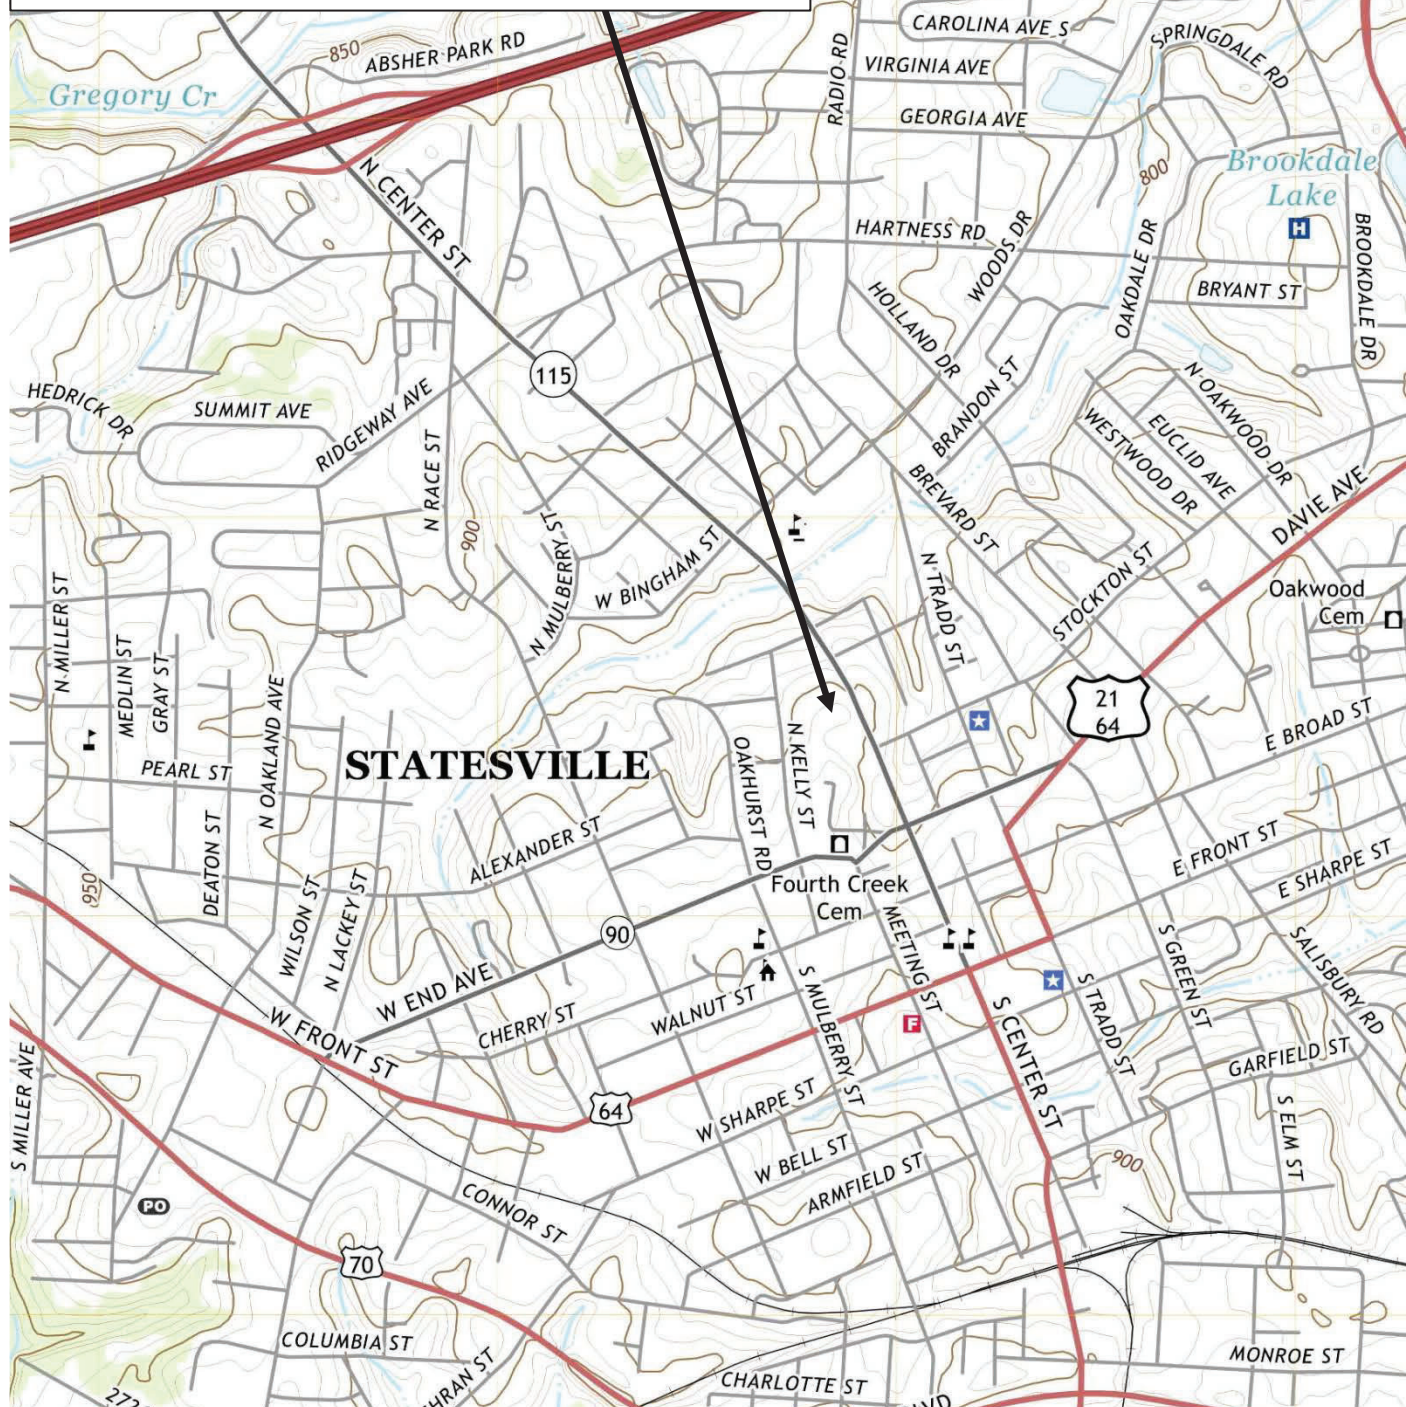 CAROLINA AVE S
SPRINGDALE RD
850
ABSHER PARK RD
RADIO RD
VIRGINIA AVE
Gregory Cr
GEORGIA AVE
N CENTER ST
800
Brookdale
Lake
H
HARTNESS RD
WOODS DR
OAKDALE DR
BROOKDALE DR
BRYANT ST
HOLLAND DR
115
HEDRICK DR
SUMMIT AVE
RIDGEWAY AVE
N RACE ST
BRANDON ST
N OAKWOOD DR
EUCLID AVE
WESTWOOD DR
BREVARD ST
DAVIE AVE
900
N MULBERRY ST
W BINGHAM ST
N TRADD ST
STOCKTON ST
Oakwood
Cem
N MILLER ST
MEDLIN ST
GRAY ST
N OAKLAND AVE
21
64
E BROAD ST
STATESVILLE
PEARL ST
OAKHURST RD
N KELLY ST
DEATON ST
ALEXANDER ST
E FRONT ST
E SHARPE ST
950
WILSON ST
N LACKEY ST
Fourth Creek
Cem
90
MEETING ST
W END AVE
S GREEN ST
SALISBURY RD
W FRONT ST
CHERRY ST
WALNUT ST
S MULBERRY ST
F
S CENTER ST
S TRADD ST
GARFIELD ST
S MILLER AVE
64
W SHARPE ST
S ELM ST
W BELL ST
ARMFIELD ST
900
PO
CONNOR ST
70
COLUMBIA ST
MONROE ST
HRAN ST
CHARLOTTE ST
LVD
272